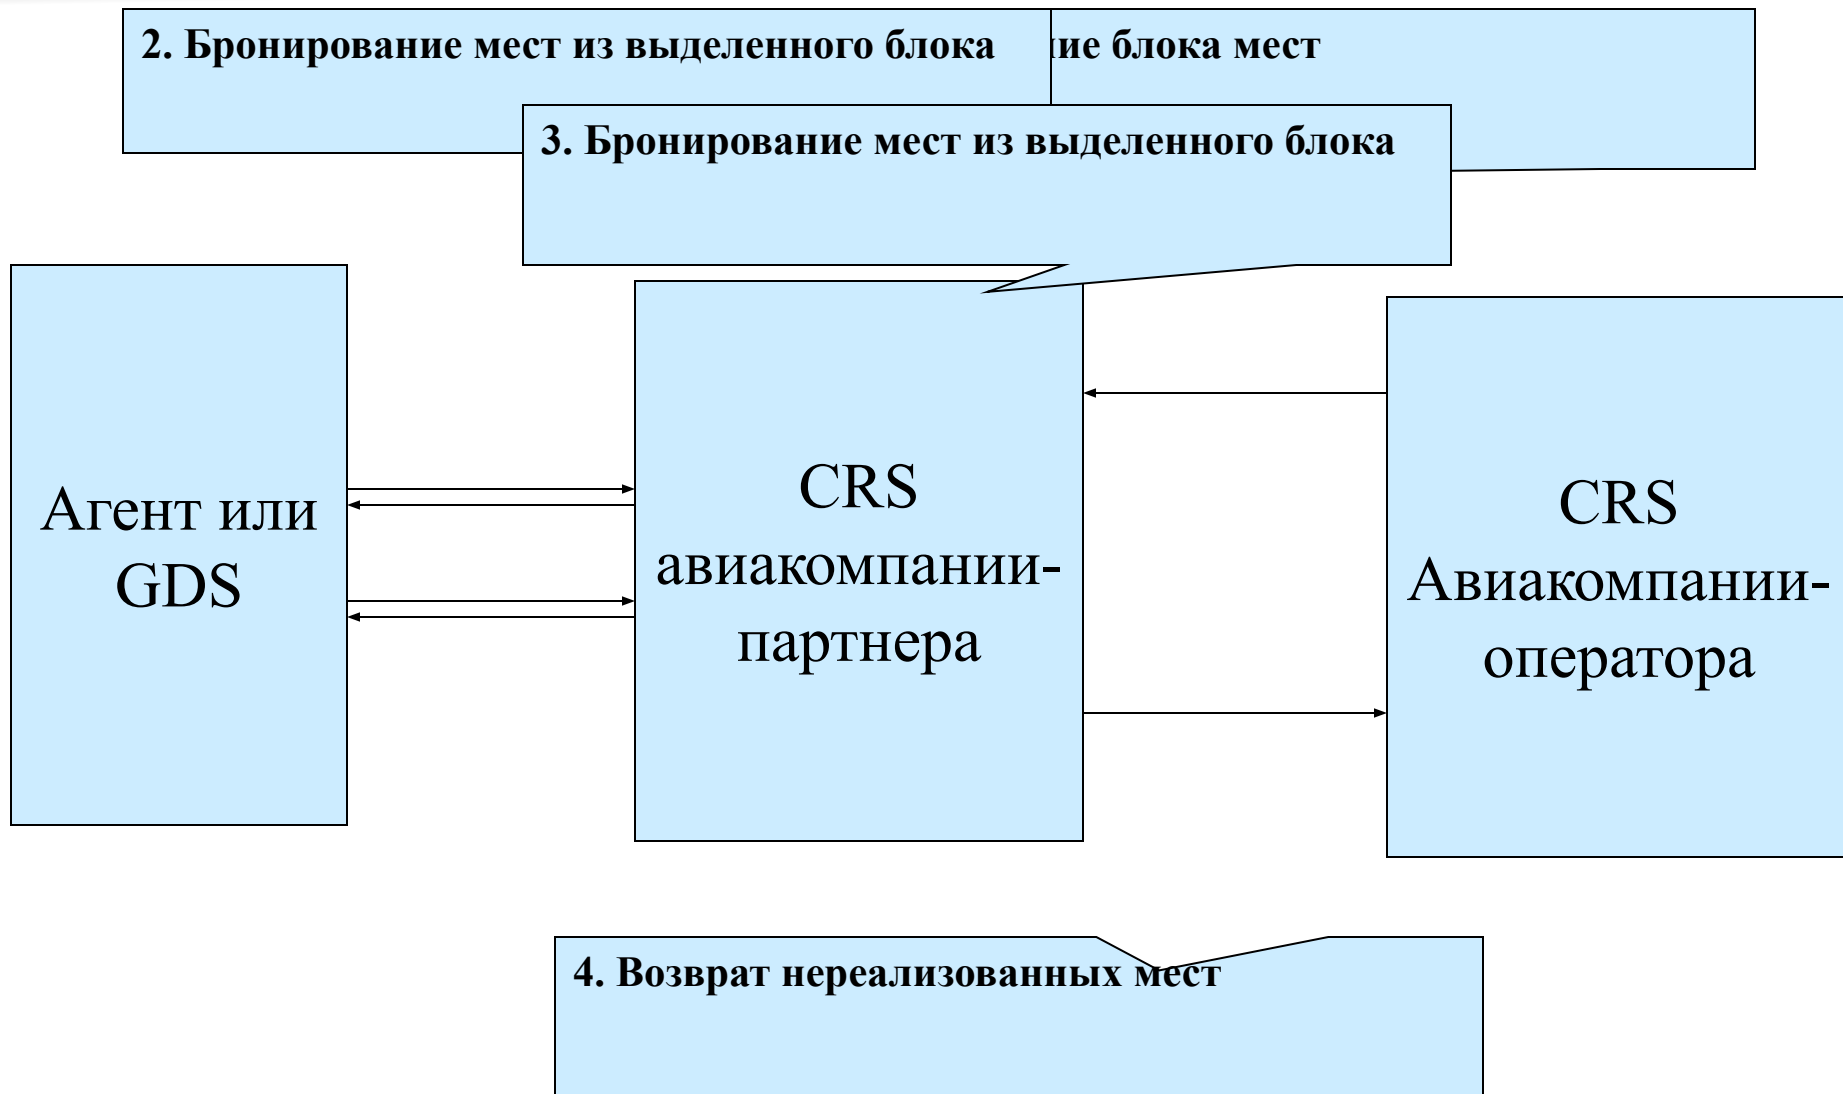 2. Бронирование мест из выделенного блока
блока мест
3. Бронирование мест из выделенного блока
Агент или
GDS
CRS
авиакомпании-
партнера
CRS
Авиакомпании-
оператора
4. Возврат нереализованных мест